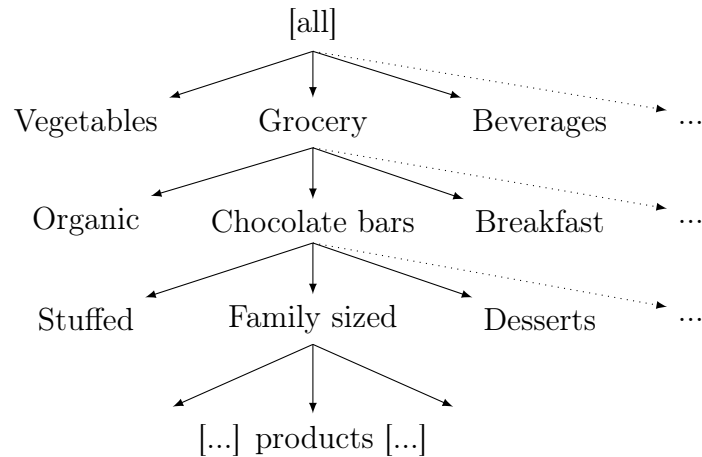 [all]
Vegetables Grocery Beverages ...
Organic Chocolate bars Breakfast ...
Stuffed Family sized Desserts ...
[...] products [...]